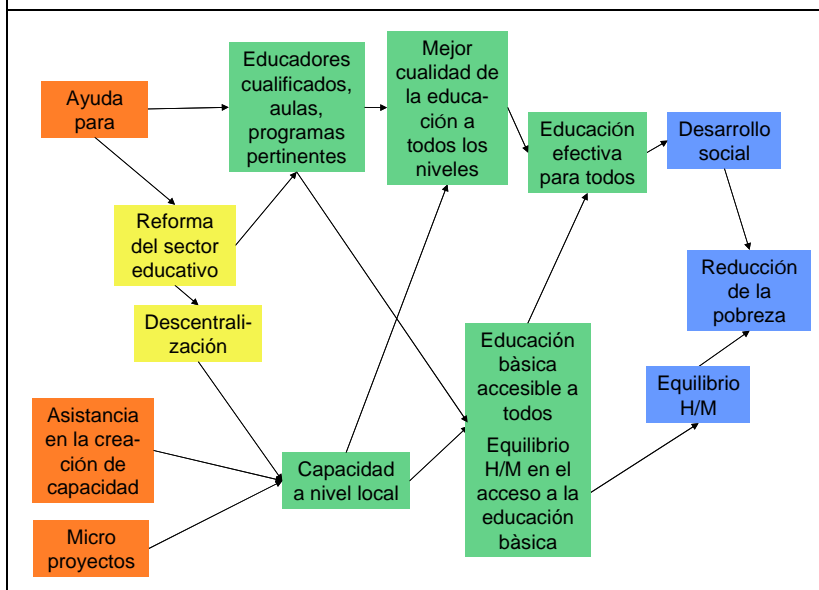 Ayuda
para
Educadores
cualificados,
aulas,
programas
pertinentes
Mejor
cualidad de
la educa-
ción a
todos los
niveles
Educación
efectiva
para todos
Desarrollo
social
Reforma
del sector
educativo
Reducción
de la
pobreza
Descentrali-
zación
Educación
bàsica
accesible a
todos
Equilibrio
H/M en el
acceso a la
educación
bàsica
Equilibrio
H/M
Asistancia
en la crea-
ción de
capacidad
Capacidad
a nivel local
Micro
proyectos